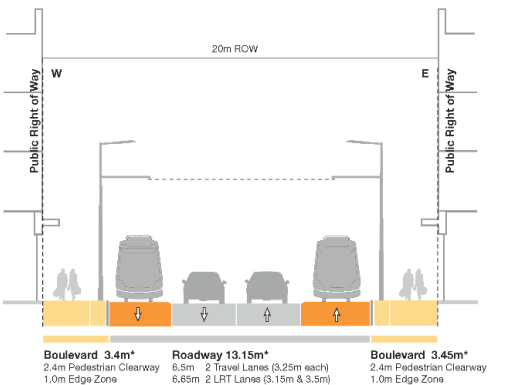 20m ROW
W
E
Public Right of Way
Public Right of Way
Boulevard 3.4m*
2.4m Pedestrian Clearway
1.0m Edge Zone
Roadway 13.15m*
6.5m 2 Travel Lanes (3.25m each)
6.65m 2 LRT Lanes (3.15m & 3.5m)
Boulevard 3.45m*
2.4m Pedestrian Clearway
1.0m Edge Zone